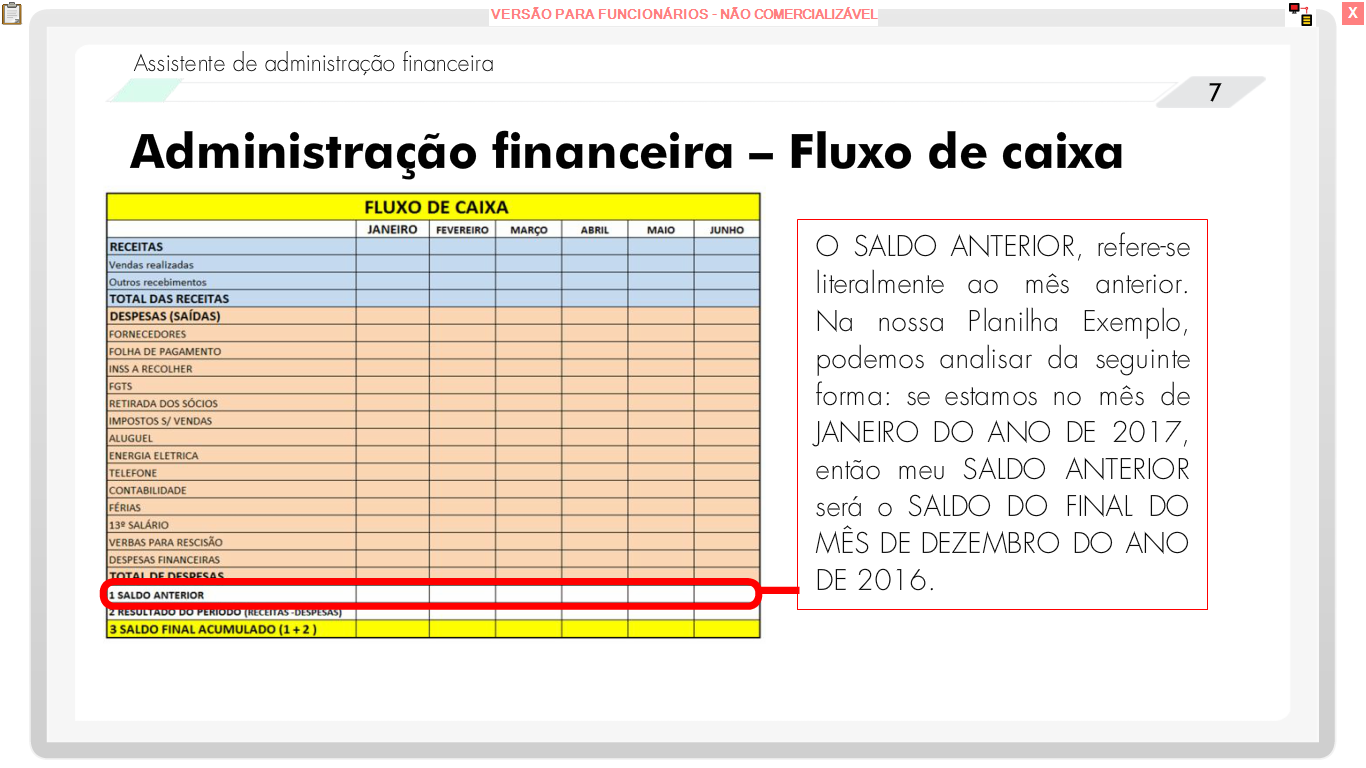 VERSÃO PARA FUNCIONÁRIOS - NÃO COMERCIALIZÁVEL
X
Assistente de administração financeira
7
Administração financeira – Fluxo de caixa
FLUXO DE CAIXA
JANEIRO FEVEREIRO MARÇO ABRIL MAIO JUNHO
RECEITAS
Vendas realizadas
Outros recebimentos
TOTAL DAS RECEITAS
DESPESAS (SAÍDAS)
FORNECEDORES
FOLHA DE PAGAMENTO
INSS A RECOLHER
FGTS
RETIRADA DOS SÓCIOS
IMPOSTOS S/ VENDAS
ALUGUEL
ENERGIA ELETRICA
TELEFONE
CONTABILIDADE
FÉRIAS
13º SALÁRIO
VERBAS PARA RESCISÃO
DESPESAS FINANCEIRAS
TOTAL DE DESPESAS
1 SALDO ANTERIOR
2 RESULTADO DO PERIODO (RECEITAS -DESPESAS)
3 SALDO FINAL ACUMULADO (1 + 2 )
O SALDO ANTERIOR, refere-se
literalmente ao mês anterior.
Na nossa Planilha Exemplo,
podemos analisar da seguinte
forma: se estamos no mês de
JANEIRO DO ANO DE 2017,
então meu SALDO ANTERIOR
será o SALDO DO FINAL DO
MÊS DE DEZEMBRO DO ANO
DE 2016.